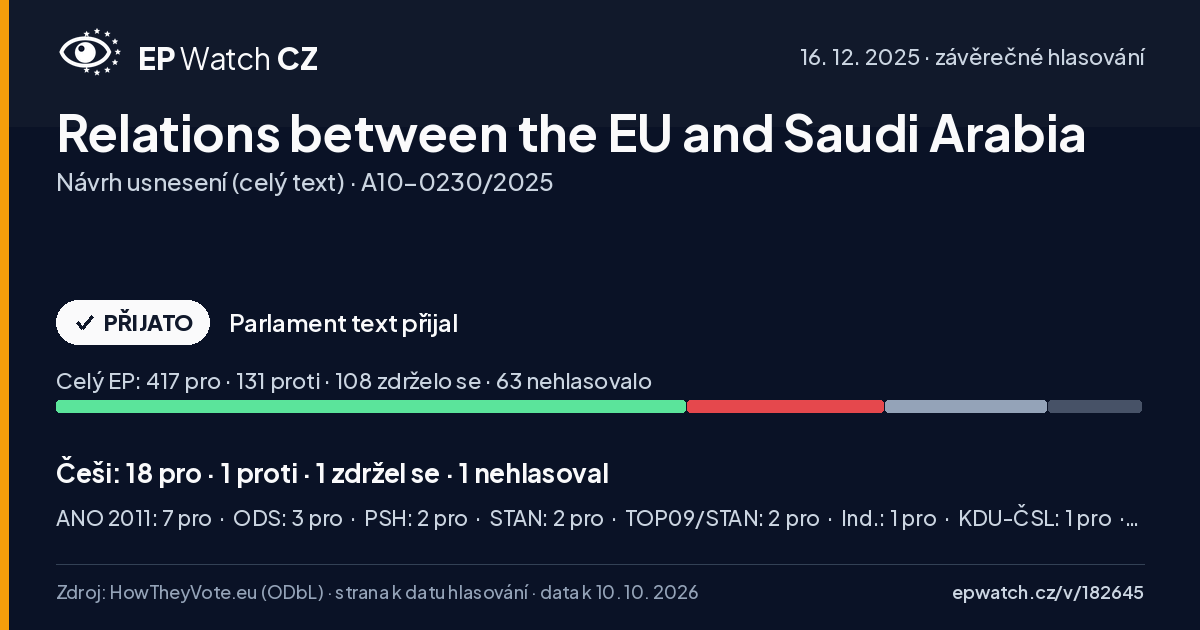 EP Watch CZ
16. 12. 2025 · závěrečné hlasování
Relations between the EU and Saudi Arabia
Návrh usnesení (celý text) · A10–0230/2025
✓ PŘIJATO
Parlament text přijal
Celý EP: 417 pro · 131 proti · 108 zdrželo se · 63 nehlasovalo
Češi: 18 pro · 1 proti · 1 zdržel se · 1 nehlasoval
ANO 2011: 7 pro · ODS: 3 pro · PSH: 2 pro · STAN: 2 pro · TOP09/STAN: 2 pro · Ind.: 1 pro · KDU-ČSL: 1 pro ·…
Zdroj: HowTheyVote.eu (ODbL) · strana k datu hlasování · data k 10. 10. 2026
epwatch.cz/v/182645